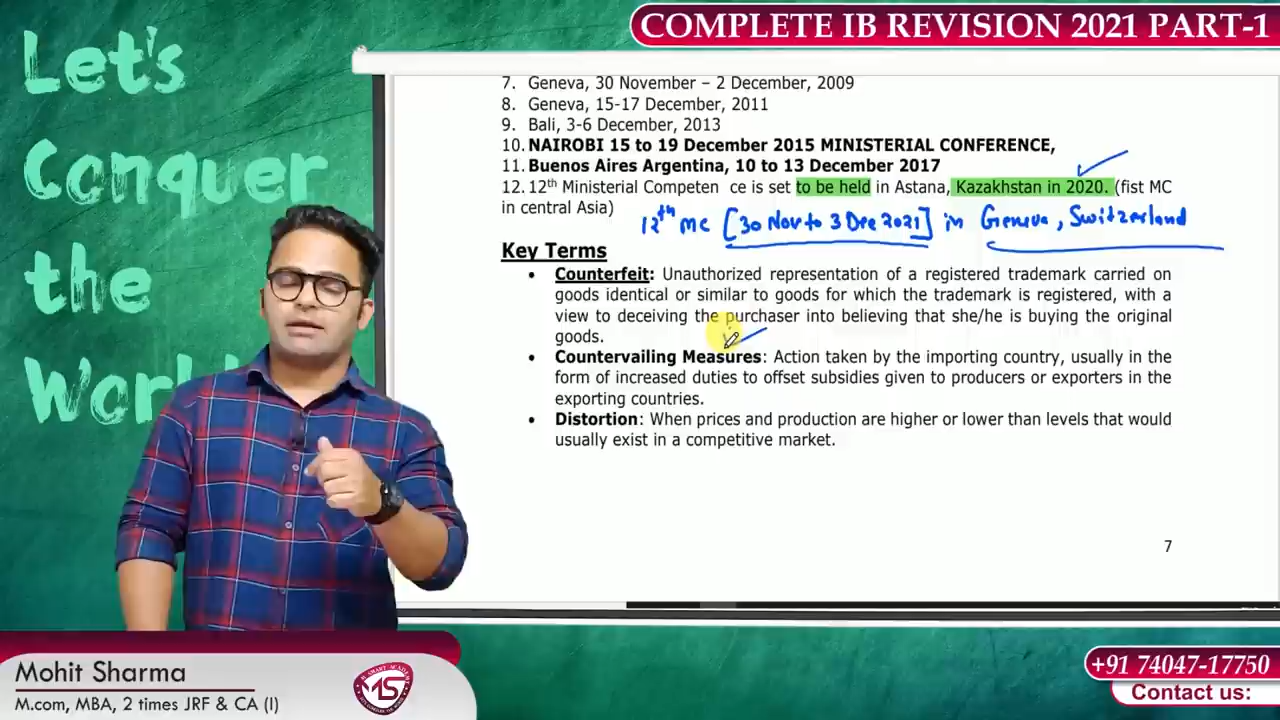 COMPLETE IB REVISION 2021 PART-1
Let's
Conquer
the
Worl
7. Geneva, 30 November – 2 December, 2009
8. Geneva, 15-17 December, 2011
9. Bali, 3-6 December, 2013
10. NAIROBI 15 to 19 December 2015 MINISTERIAL CONFERENCE,
11. Buenos Aires Argentina, 10 to 13 December 2017
12. 12th Ministerial Competen ce is set to be held in Astana, Kazakhstan in 2020. (fist MC
in central Asia)
12th MC [30 Nov to 3 Dec 2021] in Geneva, Switzerland
Key Terms
• Counterfeit: Unauthorized representation of a registered trademark carried on
goods identical or similar to goods for which the trademark is registered, with a
view to deceiving the purchaser into believing that she/he is buying the original
goods.
• Countervailing Measures: Action taken by the importing country, usually in the
form of increased duties to offset subsidies given to producers or exporters in the
exporting countries.
• Distortion: When prices and production are higher or lower than levels that would
usually exist in a competitive market.
7
Mohit Sharma
M.com, MBA, 2 times JRF & CA (I)
MS
+91 74047-17750
Contact us: